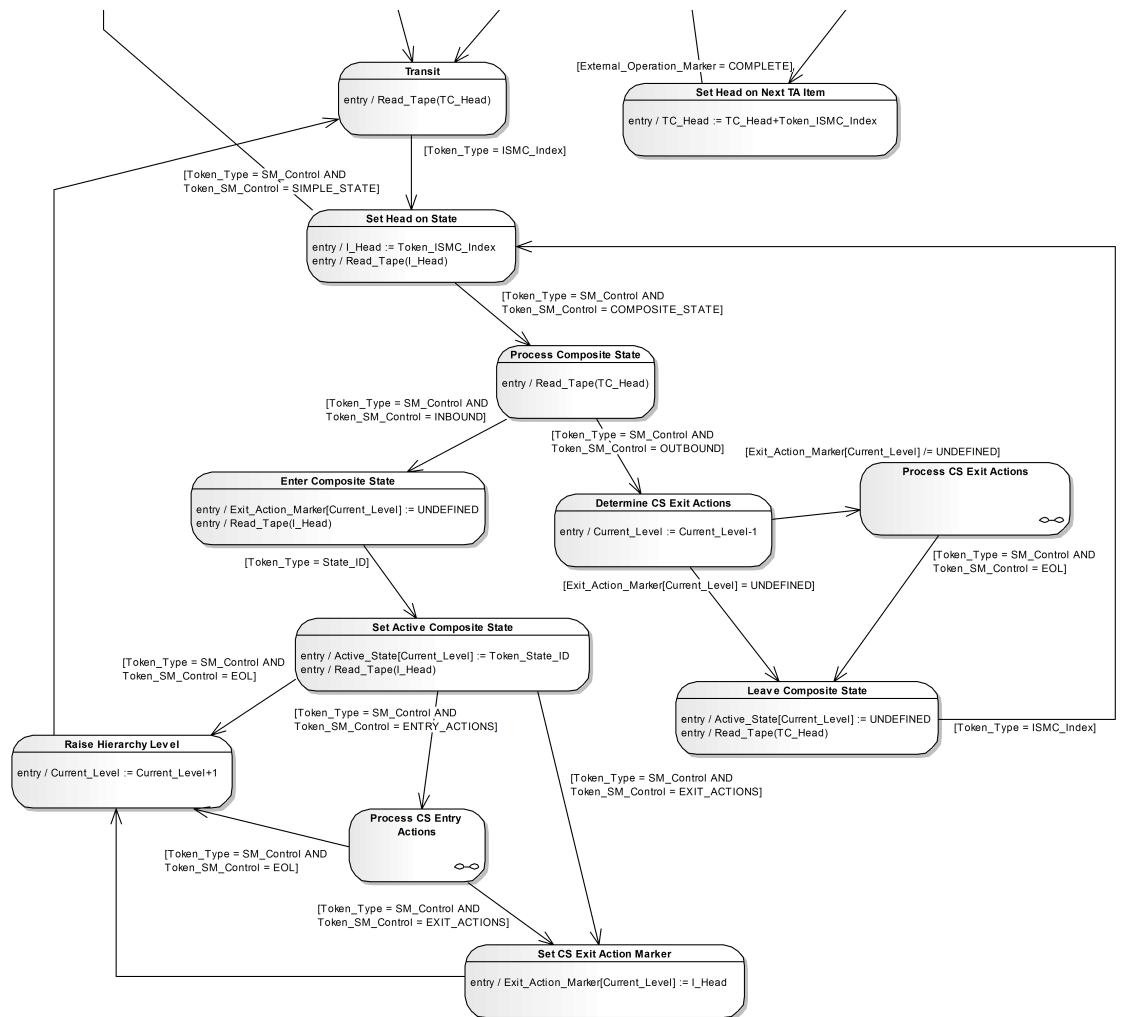 [External_Operation_Marker = COMPLETE]
Transit
entry / Read_Tape(TC_Head)
Set Head on Next TA Item
entry / TC_Head := TC_Head+Token_ISMC_Index
[Token_Type = ISMC_Index]
[Token_Type = SM_Control AND
Token_SM_Control = SIMPLE_STATE]
Set Head on State
entry / I_Head := Token_ISMC_Index
entry / Read_Tape(I_Head)
[Token_Type = SM_Control AND
Token_SM_Control = COMPOSITE_STATE]
Process Composite State
entry / Read_Tape(TC_Head)
[Token_Type = SM_Control AND
Token_SM_Control = INBOUND]
[Token_Type = SM_Control AND
Token_SM_Control = OUTBOUND]
[Exit_Action_Marker[Current_Level] /= UNDEFINED]
Process CS Exit Actions
Enter Composite State
entry / Exit_Action_Marker[Current_Level] := UNDEFINED
entry / Read_Tape(I_Head)
Determine CS Exit Actions
entry / Current_Level := Current_Level-1
[Token_Type = State_ID]
[Token_Type = SM_Control AND
Token_SM_Control = EOL]
[Exit_Action_Marker[Current_Level] = UNDEFINED]
Set Active Composite State
entry / Active_State[Current_Level] := Token_State_ID
entry / Read_Tape(I_Head)
[Token_Type = SM_Control AND
Token_SM_Control = EOL]
Leave Composite State
entry / Active_State[Current_Level] := UNDEFINED
entry / Read_Tape(TC_Head)
[Token_Type = ISMC_Index]
[Token_Type = SM_Control AND
Token_SM_Control = ENTRY_ACTIONS]
Raise Hierarchy Level
entry / Current_Level := Current_Level+1
[Token_Type = SM_Control AND
Token_SM_Control = EXIT_ACTIONS]
Process CS Entry
Actions
[Token_Type = SM_Control AND
Token_SM_Control = EOL]
[Token_Type = SM_Control AND
Token_SM_Control = EXIT_ACTIONS]
Set CS Exit Action Marker
entry / Exit_Action_Marker[Current_Level] := I_Head